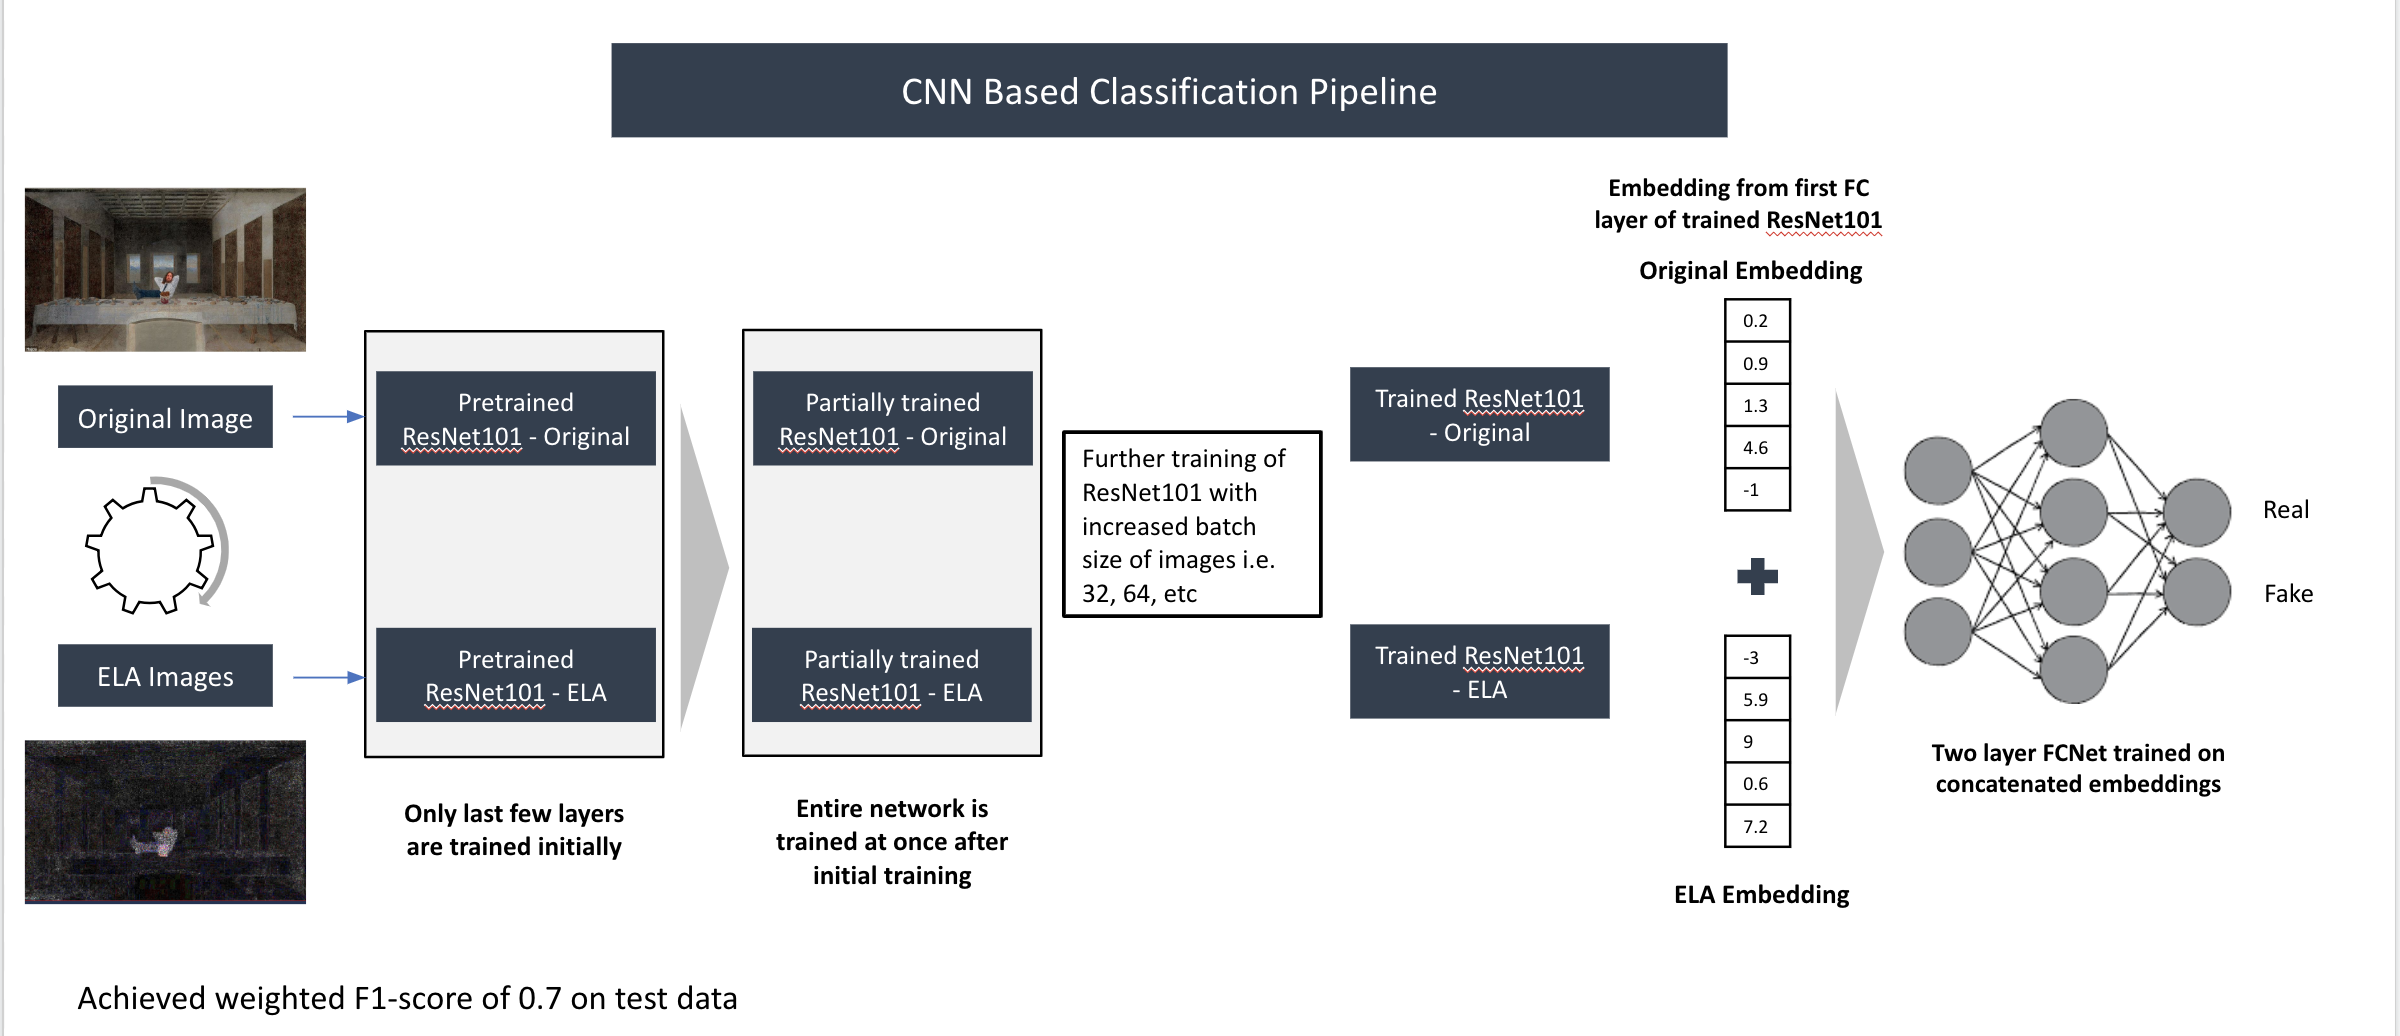 CNN Based Classification Pipeline
Original Image
ELA Images
Pretrained
ResNet101 - Original
Pretrained
ResNet101 - ELA
Only last few layers
are trained initially
Partially trained
ResNet101 - Original
Partially trained
ResNet101 - ELA
Entire network is
trained at once after
initial training
Further training of
ResNet101 with
increased batch
size of images i.e.
32, 64, etc
Trained ResNet101
- Original
Trained ResNet101
- ELA
Embedding from first FC
layer of trained ResNet101
Original Embedding
0.2
0.9
1.3
4.6
-1
-3
5.9
9
0.6
7.2
ELA Embedding
Real
Fake
Two layer FCNet trained on
concatenated embeddings
Achieved weighted F1-score of 0.7 on test data